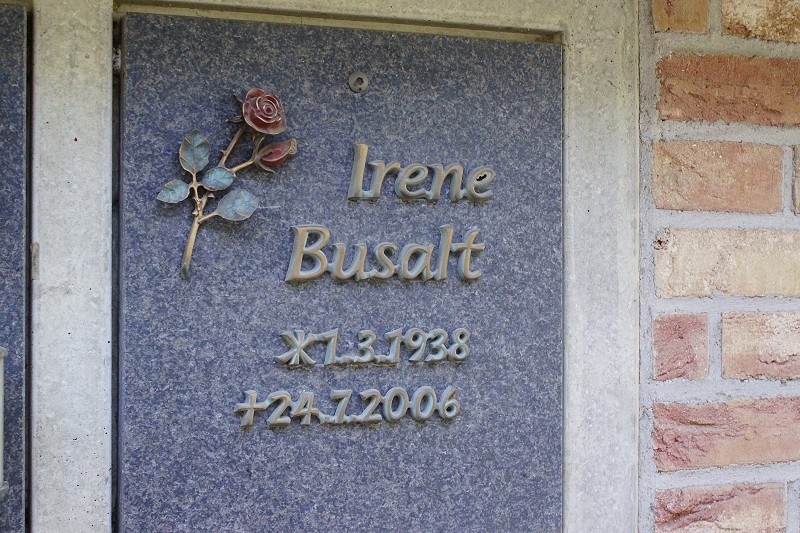 Irene
Busalt
*1.3.1938
+24.7.2006